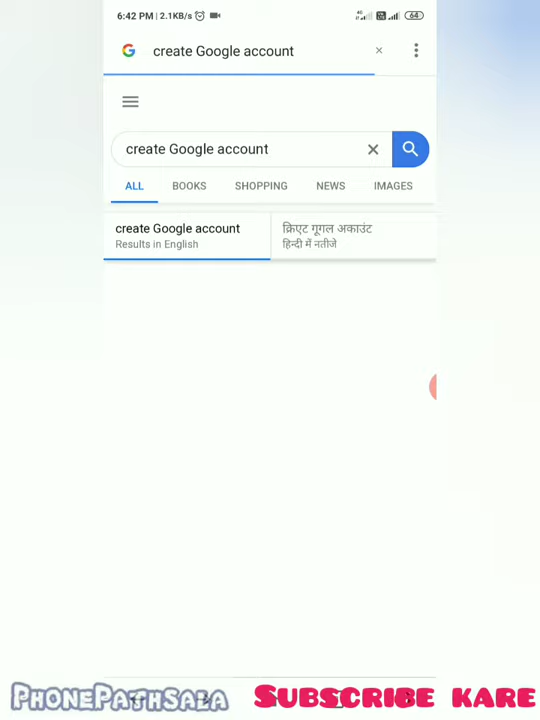 6:42 PM | 2.1KB/s
64
create Google account
create Google account
ALL BOOKS SHOPPING NEWS IMAGES
create Google account
Results in English
क्रिएट गूगल अकाउंट
हिन्दी में नतीजे
PHONEPATHSALA SUBSCRIBE KARE